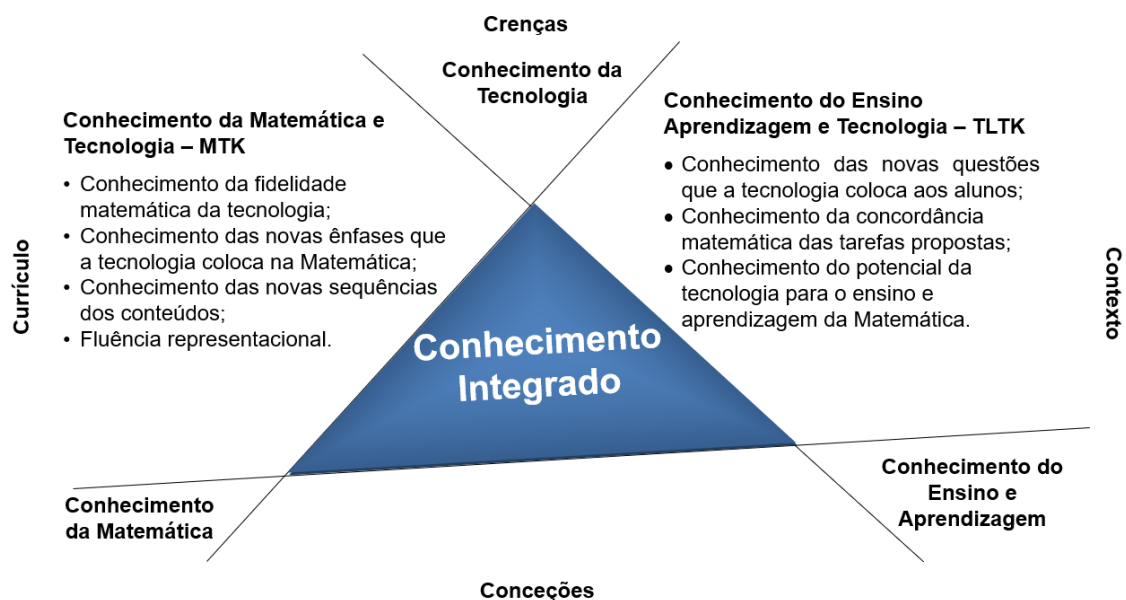 Crenças
Conhecimento da
Tecnologia
Conhecimento da Matemática e
Tecnologia – MTK
• Conhecimento da fidelidade
matemática da tecnologia;
• Conhecimento das novas ênfases que
a tecnologia coloca na Matemática;
• Conhecimento das novas sequências
dos conteúdos;
• Fluência representacional.
Conhecimento do Ensino
Aprendizagem e Tecnologia – TLTK
• Conhecimento das novas questões
que a tecnologia coloca aos alunos;
• Conhecimento da concordância
matemática das tarefas propostas;
• Conhecimento do potencial da
tecnologia para o ensino e
aprendizagem da Matemática.
Currículo
Contexto
Conhecimento
Integrado
Conhecimento
da Matemática
Conhecimento do
Ensino e
Aprendizagem
Conceções